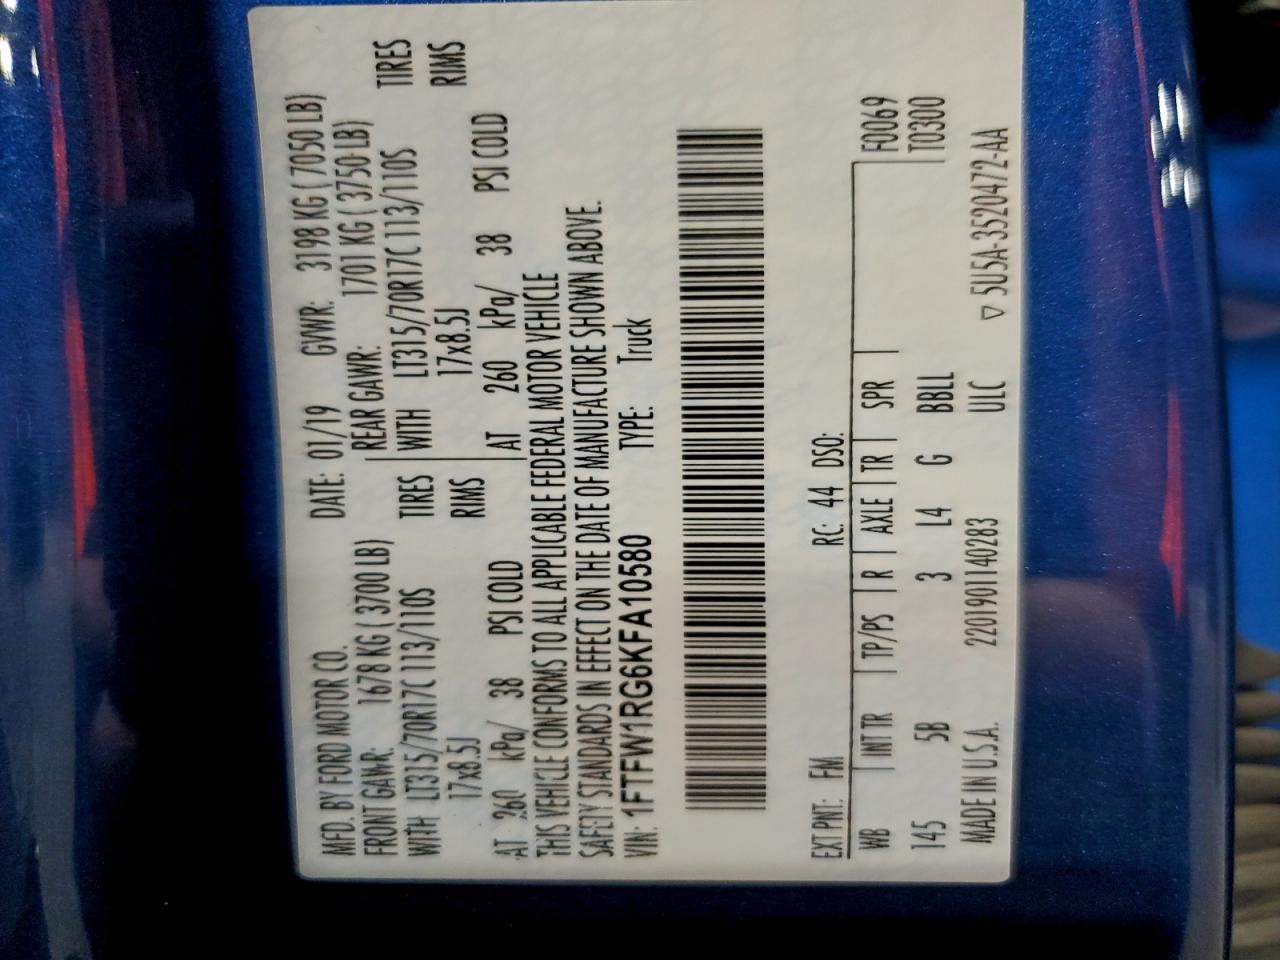 MFD. BY FORD MOTOR CO. DATE: 01/19 GVWR: 3198 KG ( 7050 LB)
FRONT GAWR: 1678 KG ( 3700 LB) REAR GAWR: 1701 KG ( 3750 LB)
WITH LT315/70R17C 113/110S TIRES WITH LT315/70R17C 113/110S TIRES
17x8.5J RIMS 17x8.5J RIMS
AT 260 kPa/ 38 PSI COLD AT 260 kPa/ 38 PSI COLD
THIS VEHICLE CONFORMS TO ALL APPLICABLE FEDERAL MOTOR VEHICLE
SAFETY STANDARDS IN EFFECT ON THE DATE OF MANUFACTURE SHOWN ABOVE.
VIN: 1FTFW1RG6KFA10580 TYPE: Truck
EXT PNT: FM RC: 44 DSO:
WB INT TR TP/PS R AXLE TR SPR F0069
145 5B 3 L4 G BBLL T0300
MADE IN U.S.A. 2201901140283 ULC ▽ 5U5A-3520472-AA